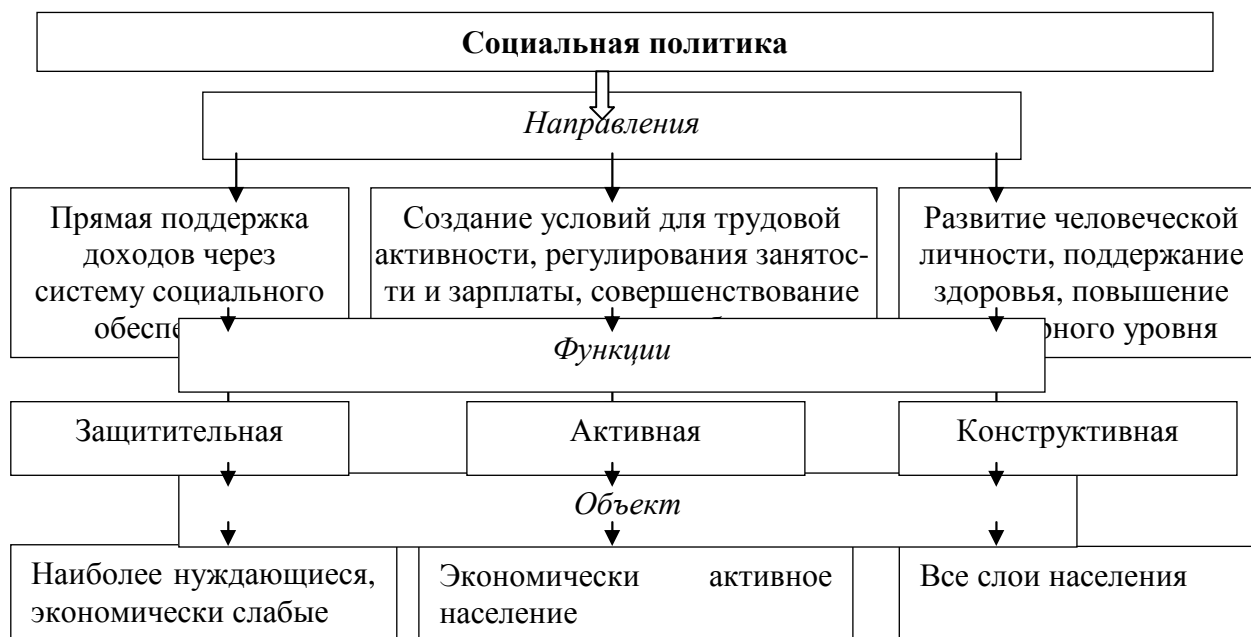 Социальная политика
Направления
Прямая поддержка
доходов через
систему социального
Создание условий для трудовой
активности, регулирования занятос-
ти и зарплаты, совершенствование
Развитие человеческой
личности, поддержание
здоровья, повышение
уровня
Функции
Защитительная
Активная
Конструктивная
Объект
Наиболее нуждающиеся,
экономически слабые
Экономически активное
население
Все слои населения